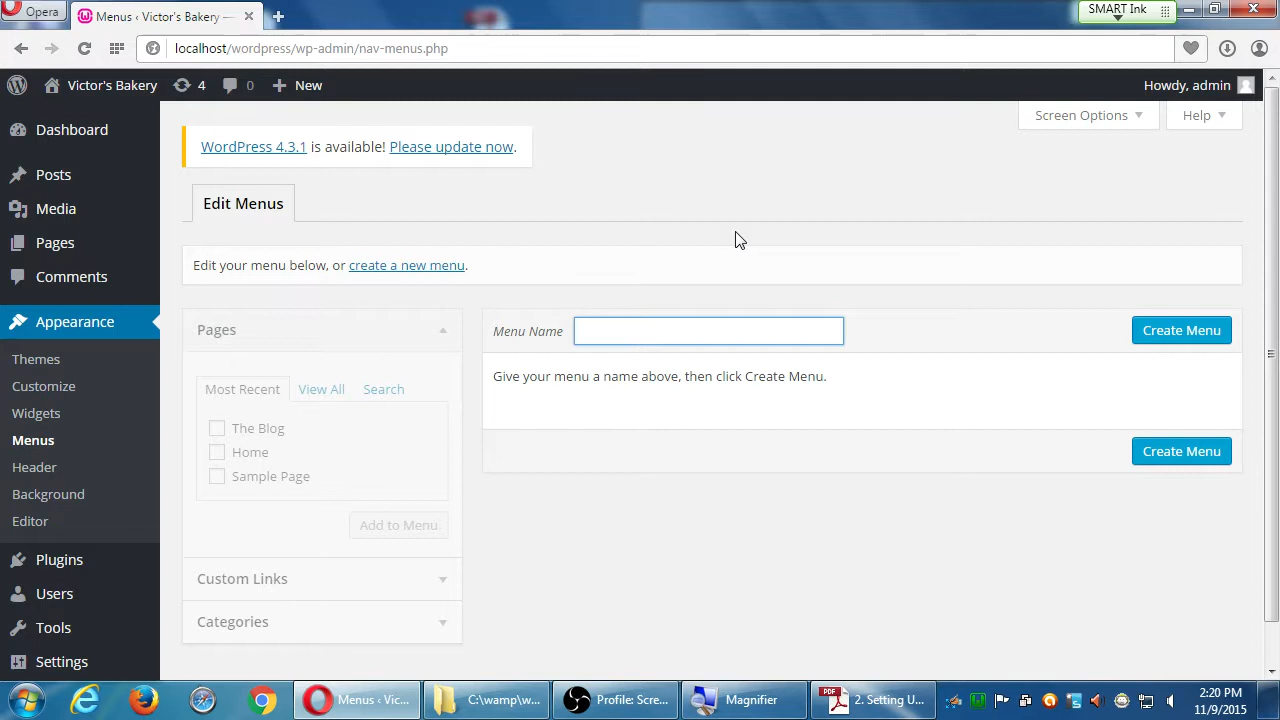 Opera
Menus ‹ Victor's Bakery —
SMART Ink
localhost/wordpress/wp-admin/nav-menus.php
Victor's Bakery
4
0
New
Howdy, admin
Dashboard
Posts
Media
Pages
Comments
Appearance
Themes
Customize
Widgets
Menus
Header
Background
Editor
Plugins
Users
Tools
Settings
Screen Options
Help
WordPress 4.3.1 is available! Please update now.
Edit Menus
Edit your menu below, or create a new menu.
Pages
Most Recent
View All
Search
The Blog
Home
Sample Page
Add to Menu
Custom Links
Categories
Menu Name
Create Menu
Give your menu a name above, then click Create Menu.
Create Menu
Menus ‹ Vic...
C:\wamp\w...
Profile: Scre...
Magnifier
PDF
2. Setting U...
2:20 PM
11/9/2015